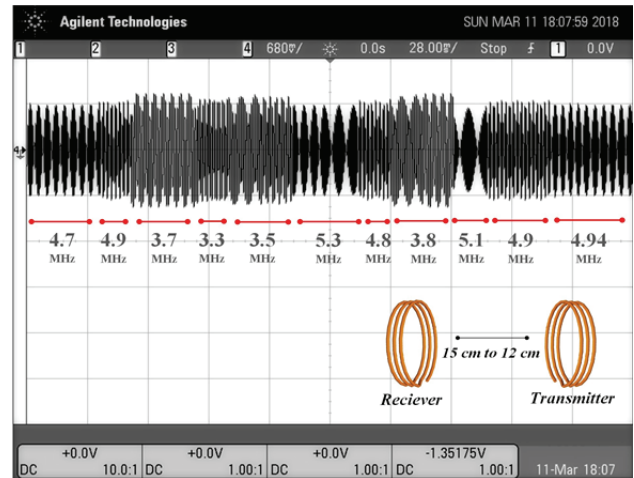 Agilent Technologies
SUN MAR 11 18:07:59 2018
1 2 3 4 680mV/ 0.0s 28.00m/ Stop 1 0.0V
4
4.7 4.9 3.7 3.3 3.5 5.3 4.8 3.8 5.1 4.9 4.94
MHz MHz MHz MHz MHz MHz MHz MHz MHz MHz MHz
15 cm to 12 cm
Reciever Transmitter
+0.0V +0.0V +0.0V -1.35175V
DC 10.0:1 DC 1.00:1 DC 1.00:1 DC 1.00:1 11-Mar 18:07